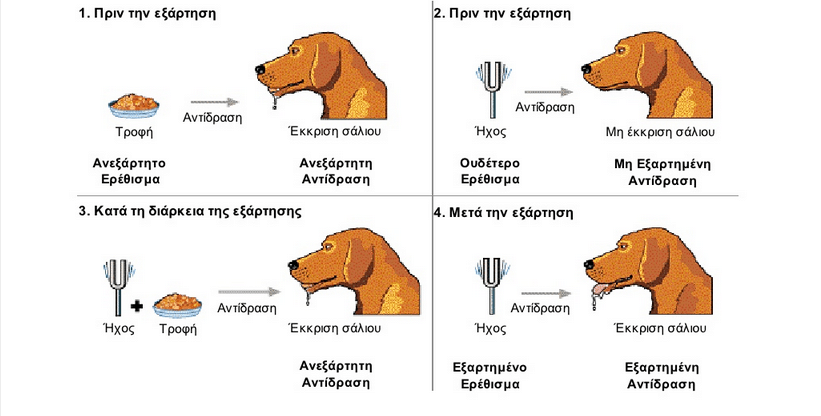 1. Πριν την εξάρτηση
Τροφή
Αντίδραση
Έκκριση σάλιου
Ανεξάρτητο
Ερέθισμα
Ανεξάρτητη
Αντίδραση
2. Πριν την εξάρτηση
Ήχος
Αντίδραση
Μη έκκριση σάλιου
Ουδέτερο
Ερέθισμα
Μη Εξαρτημένη
Αντίδραση
3. Κατά τη διάρκεια της εξάρτησης
Ήχος
Τροφή
Αντίδραση
Έκκριση σάλιου
Ανεξάρτητη
Αντίδραση
4. Μετά την εξάρτηση
Ήχος
Αντίδραση
Έκκριση σάλιου
Εξαρτημένο
Ερέθισμα
Εξαρτημένη
Αντίδραση